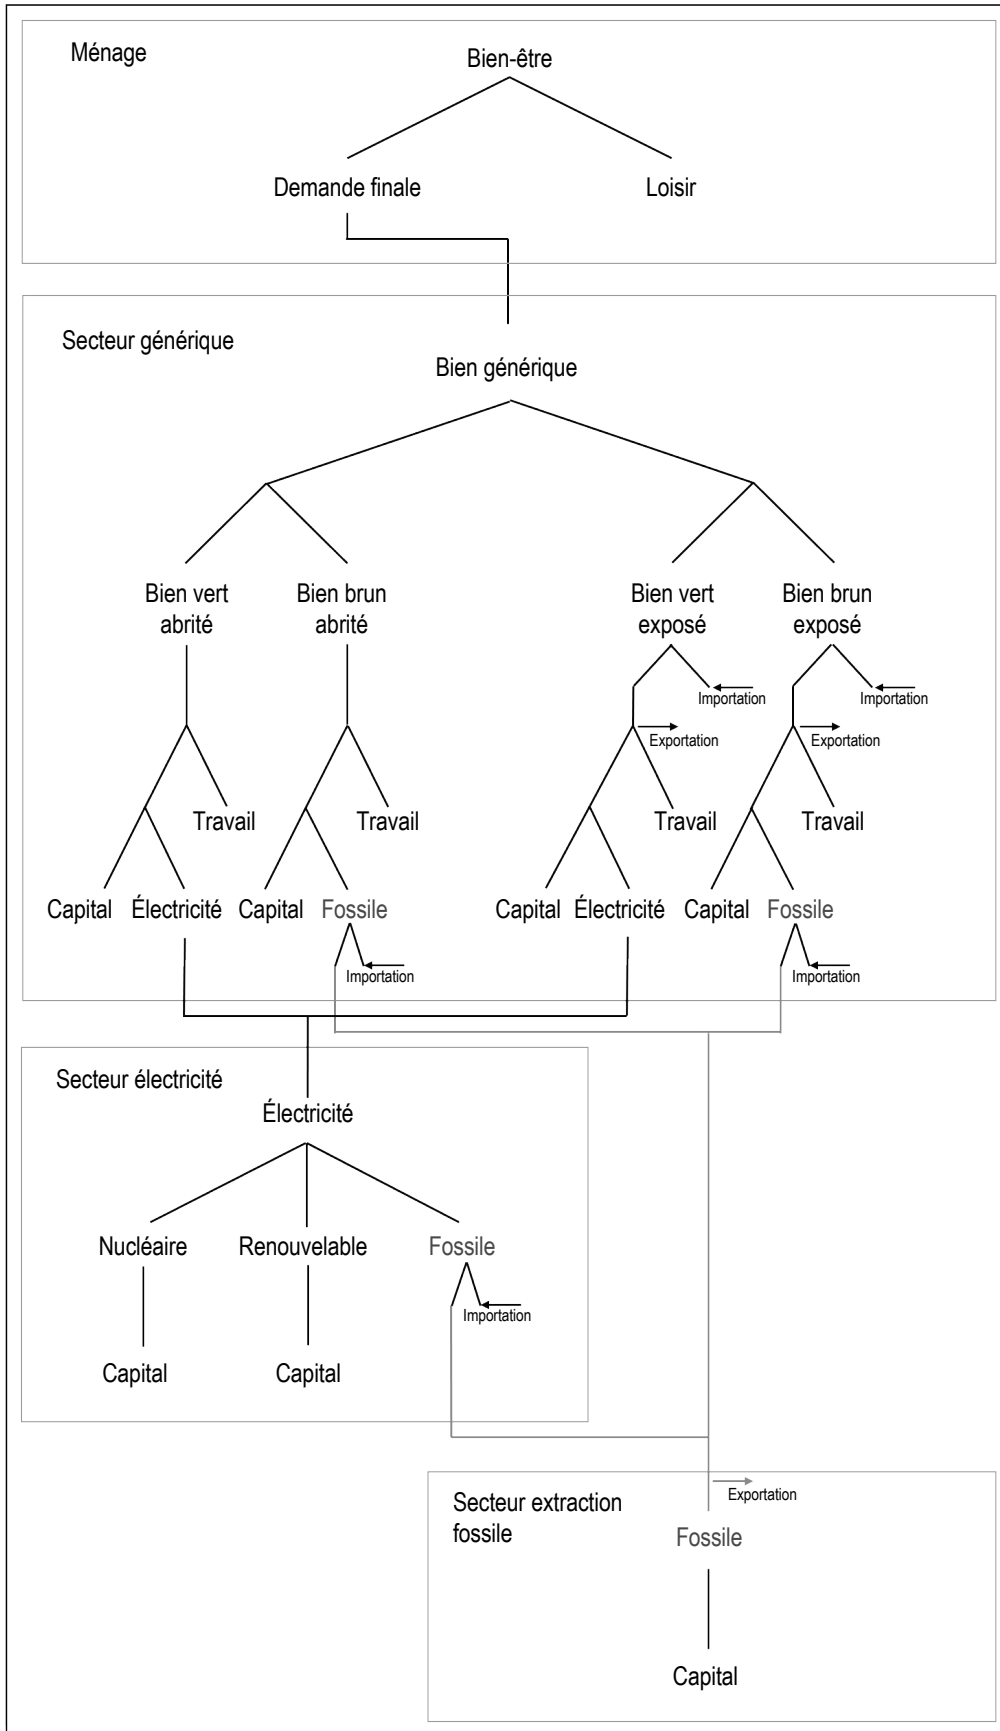 Ménage
Bien-être
Demande finale
Loisir
Secteur générique
Bien générique
Bien vert
abrité
Bien brun
abrité
Bien vert
exposé
Bien brun
exposé
Importation
Importation
Exportation
Exportation
Travail
Travail
Travail
Travail
Capital
Électricité
Capital
Fossile
Capital
Électricité
Capital
Fossile
Importation
Importation
Secteur électricité
Électricité
Nucléaire
Renouvelable
Fossile
Importation
Capital
Capital
Secteur extraction
fossile
Exportation
Fossile
Capital